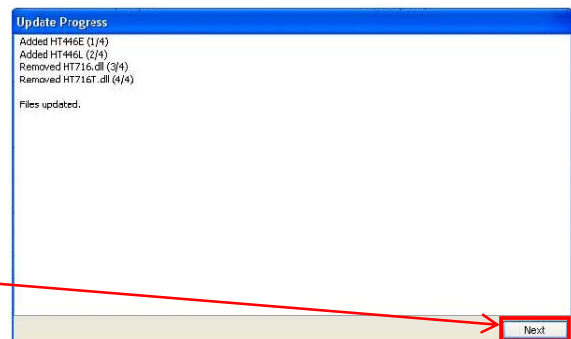 Update Progress
Added HT446E (1/4)
Added HT446L (2/4)
Removed HT716.dll (3/4)
Removed HT716T.dll (4/4)
Files updated.
Next